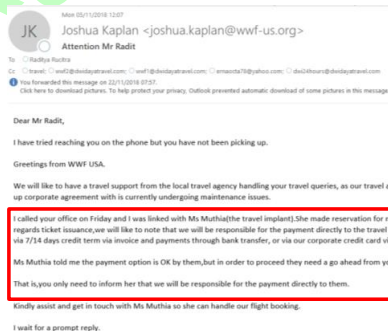 JK
Mon 05/11/2018 12:07
Joshua Kaplan <joshua.kaplan@wwf-us.org>
Attention Mr Radit
To: Raditya Rucitra
Cc: travel; wwf2@dwidayatravel.com; wwf1@dwidayatravel.com; dwi24hours@dwidayatravel.com
You forwarded this message on 22/11/2018 07:57.
Click here to download pictures. To help protect your privacy, Outlook prevented automatic download of some pictures in this message.
Dear Mr Radit,
I have tried reaching you on the phone but you have not been picking up.
Greetings from WWF USA.
We will like to have a travel support from the local travel agency handling your travel queries, as our travel
up corporate agreement with is currently undergoing maintenance issues.
I called your office on Friday and I was linked with Ms Muthia(the travel implant).She made reservation for
regards ticket issuance,we will like to note that we will be responsible for the payment directly to the travel
via 7/14 days credit term via invoice and payments through bank transfer, or via our corporate credit card
Ms Muthia told me the payment option is OK by them,but in order to proceed they need a go ahead from
That is,you only need to inform her that we will be responsible for the payment directly to them.
Kindly assist and get in touch with Ms Muthia so she can handle our flight booking.
I wait for a prompt reply.